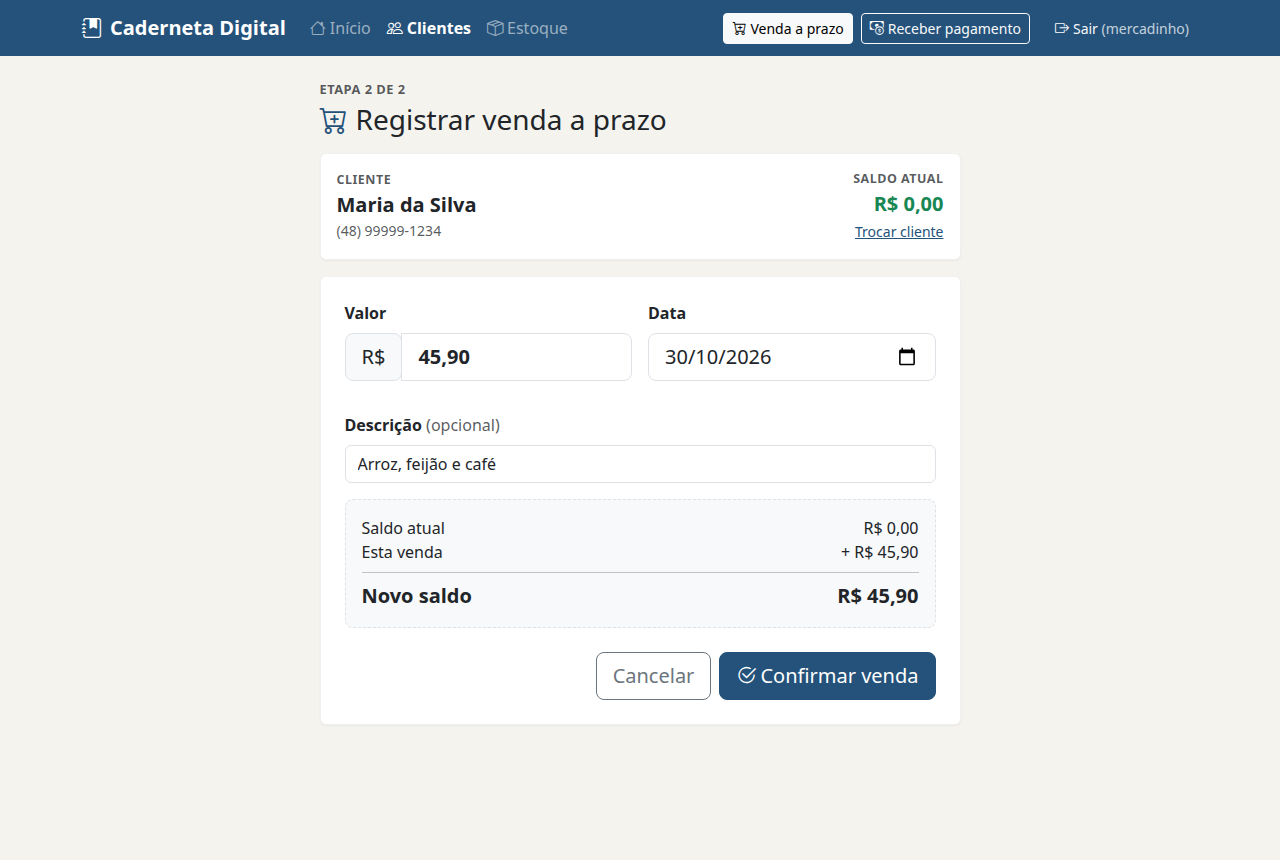 Caderneta Digital
Início
Clientes
Estoque
Venda a prazo
Receber pagamento
Sair (mercadinho)
ETAPA 2 DE 2
Registrar venda a prazo
CLIENTE
Maria da Silva
(48) 99999-1234
SALDO ATUAL
R$ 0,00
Trocar cliente
Valor
R$ 45,90
Data
30/10/2026
Descrição (opcional)
Arroz, feijão e café
Saldo atual R$ 0,00
Esta venda + R$ 45,90
Novo saldo R$ 45,90
Cancelar
Confirmar venda